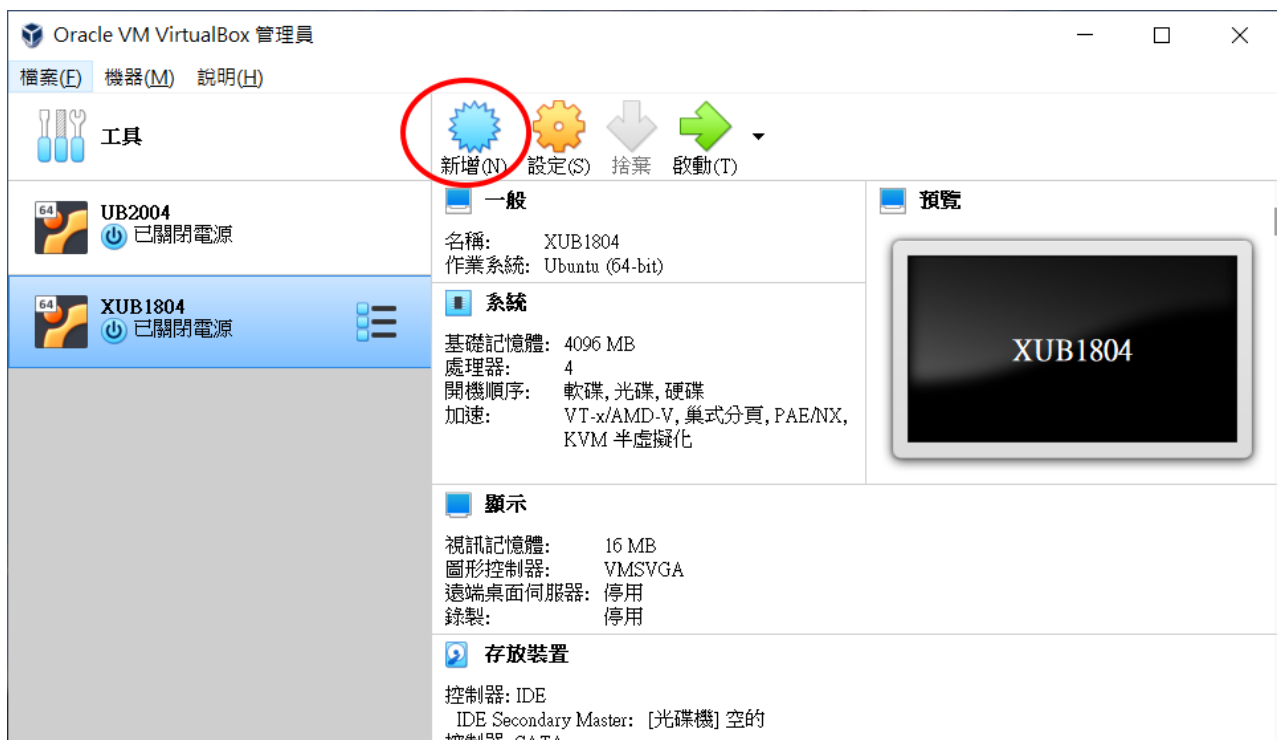 Oracle VM VirtualBox 管理員
檔案(F) 機器(M) 說明(H)
工具
新增(N) 設定(S) 捨棄 啟動(T)
64
UB2004
已關閉電源
64
XUB1804
已關閉電源
一般
名稱: XUB1804
作業系統: Ubuntu (64-bit)
系統
基礎記憶體: 4096 MB
處理器: 4
開機順序: 軟碟, 光碟, 硬碟
加速: VT-x/AMD-V, 巢式分頁, PAE/NX,
KVM 半虛擬化
預覽
XUB1804
顯示
視訊記憶體: 16 MB
圖形控制器: VMSVGA
遠端桌面伺服器: 停用
錄製: 停用
存放裝置
控制器: IDE
IDE Secondary Master: [光碟機] 空的
控制器: SATA